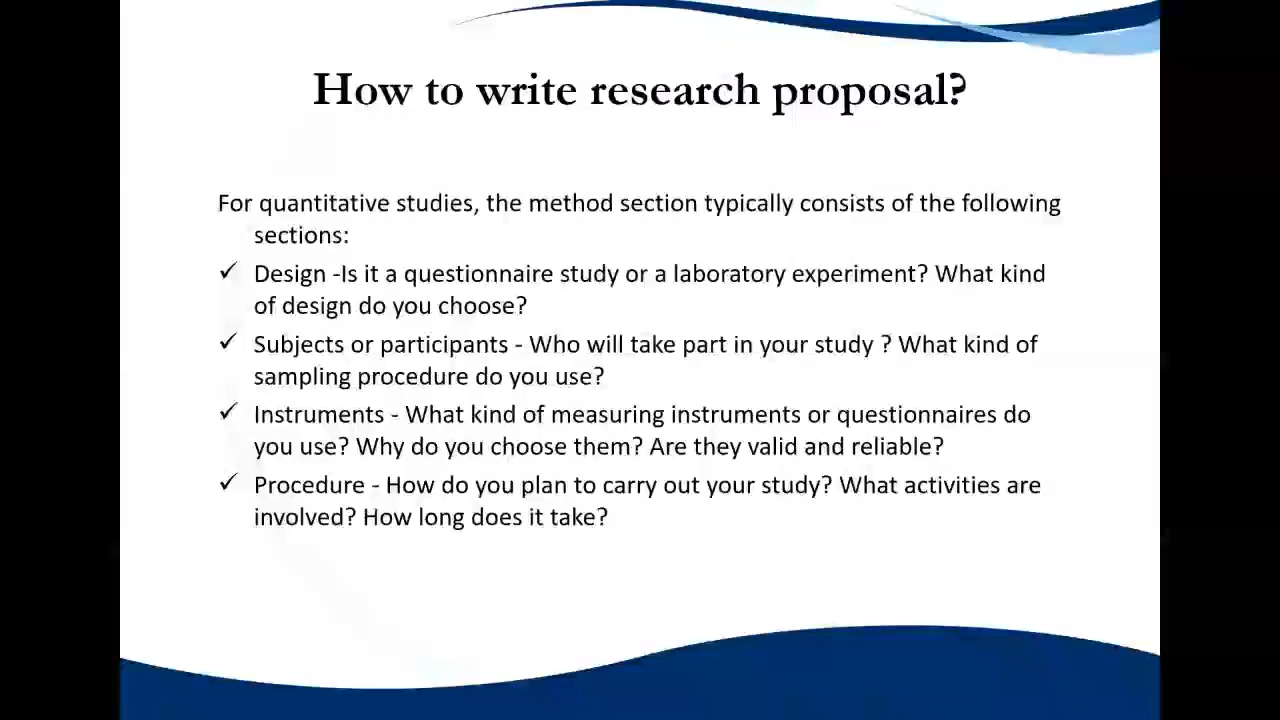 How to write research proposal?
For quantitative studies, the method section typically consists of the following
sections:
✓ Design -Is it a questionnaire study or a laboratory experiment? What kind
of design do you choose?
✓ Subjects or participants - Who will take part in your study ? What kind of
sampling procedure do you use?
✓ Instruments - What kind of measuring instruments or questionnaires do
you use? Why do you choose them? Are they valid and reliable?
✓ Procedure - How do you plan to carry out your study? What activities are
involved? How long does it take?